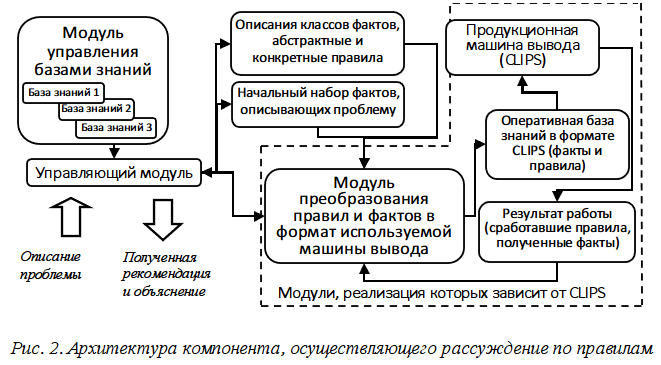 Модуль
управления
базами знаний
База знаний 1
База знаний 2
База знаний 3
Управляющий модуль
Описание
проблемы
Полученная
рекомендация
и объяснение
Описания классов фактов,
абстрактные и
конкретные правила
Начальный набор фактов,
описывающих проблему
Модуль
преобразования
правил и фактов в
формат используемой
машины вывода
Продукционная
машина вывода
(CLIPS)
Оперативная база
знаний в формате
CLIPS (факты и
правила)
Результат работы
(сработавшие правила,
полученные факты)
Модули, реализация которых зависит от CLIPS
Рис. 2. Архитектура компонента, осуществляющего рассуждение по правилам